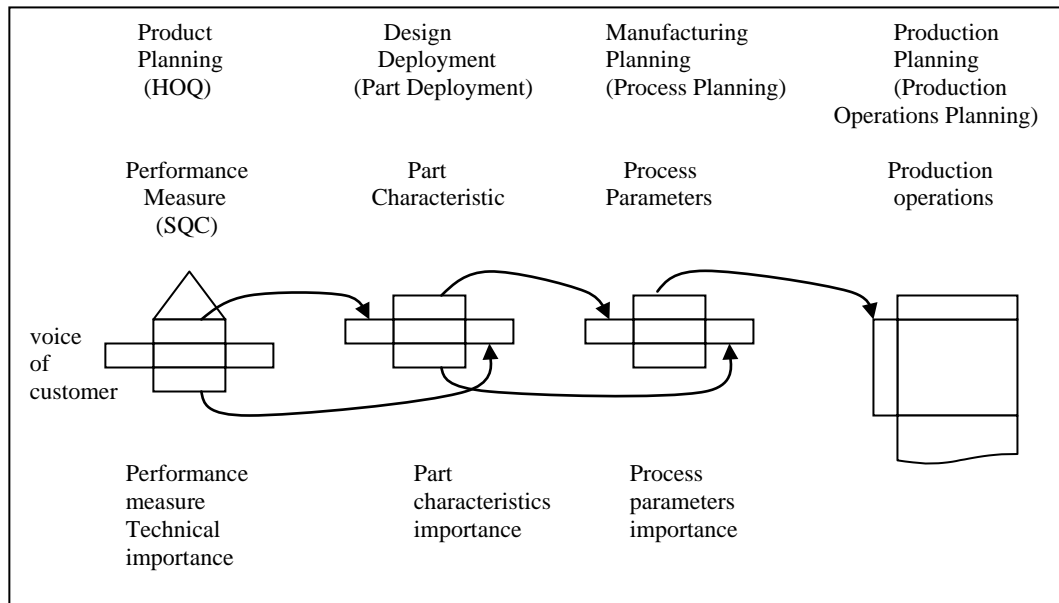 Product
Planning
(HOQ)
Design
Deployment
(Part Deployment)
Manufacturing
Planning
(Process Planning)
Production
Planning
(Production
Operations Planning)
Performance
Measure
(SQC)
Part
Characteristic
Process
Parameters
Production
operations
voice
of
customer
Performance
measure
Technical
importance
Part
characteristics
importance
Process
parameters
importance